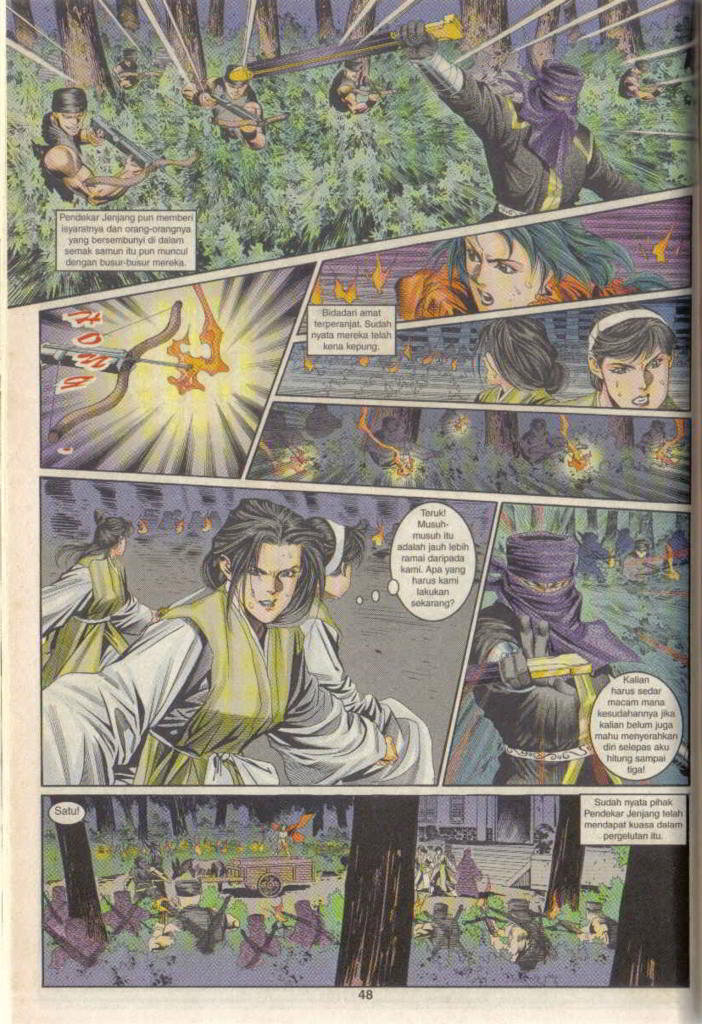 Pendekar Jenjang pun memberi
isyaratnya dan orang-orangnya
yang bersembunyi di dalam
semak samun itu pun muncul
dengan busur-busur mereka.
Bidadari amat
terperanjat. Sudah
nyata mereka telah
kena kepung.
Teruk!
Musuh-
musuh itu
adalah jauh lebih
ramai daripada
kami. Apa yang
harus kami
lakukan
sekarang?
Kalian
harus sedar
macam mana
kesudahannya jika
kalian belum juga
mahu menyerahkan
diri selepas aku
hitung sampai
tiga!
Satu!
Sudah nyata pihak
Pendekar Jenjang telah
mendapat kuasa dalam
pergelutan itu.
48